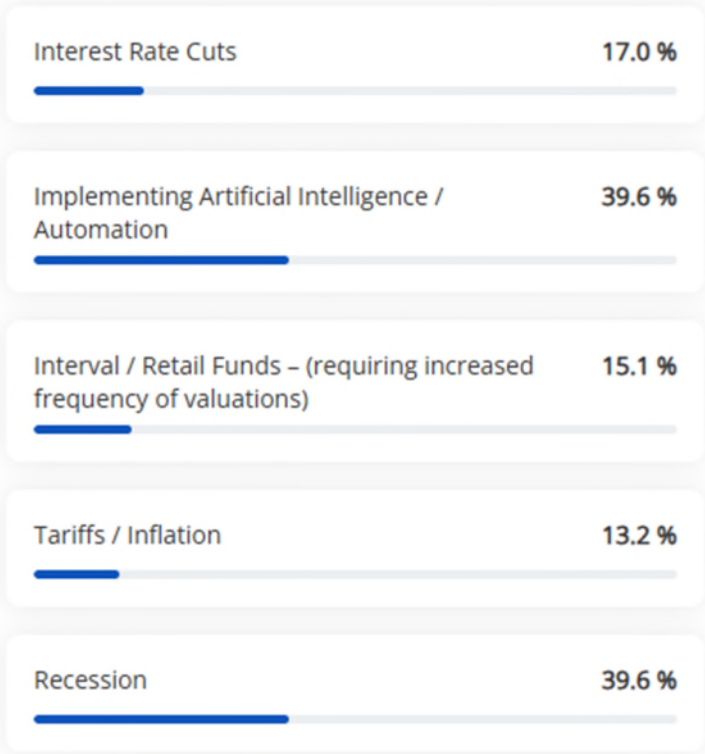 Interest Rate Cuts 17.0 %
Implementing Artificial Intelligence / 39.6 %
Automation
Interval / Retail Funds – (requiring increased 15.1 %
frequency of valuations)
Tariffs / Inflation 13.2 %
Recession 39.6 %